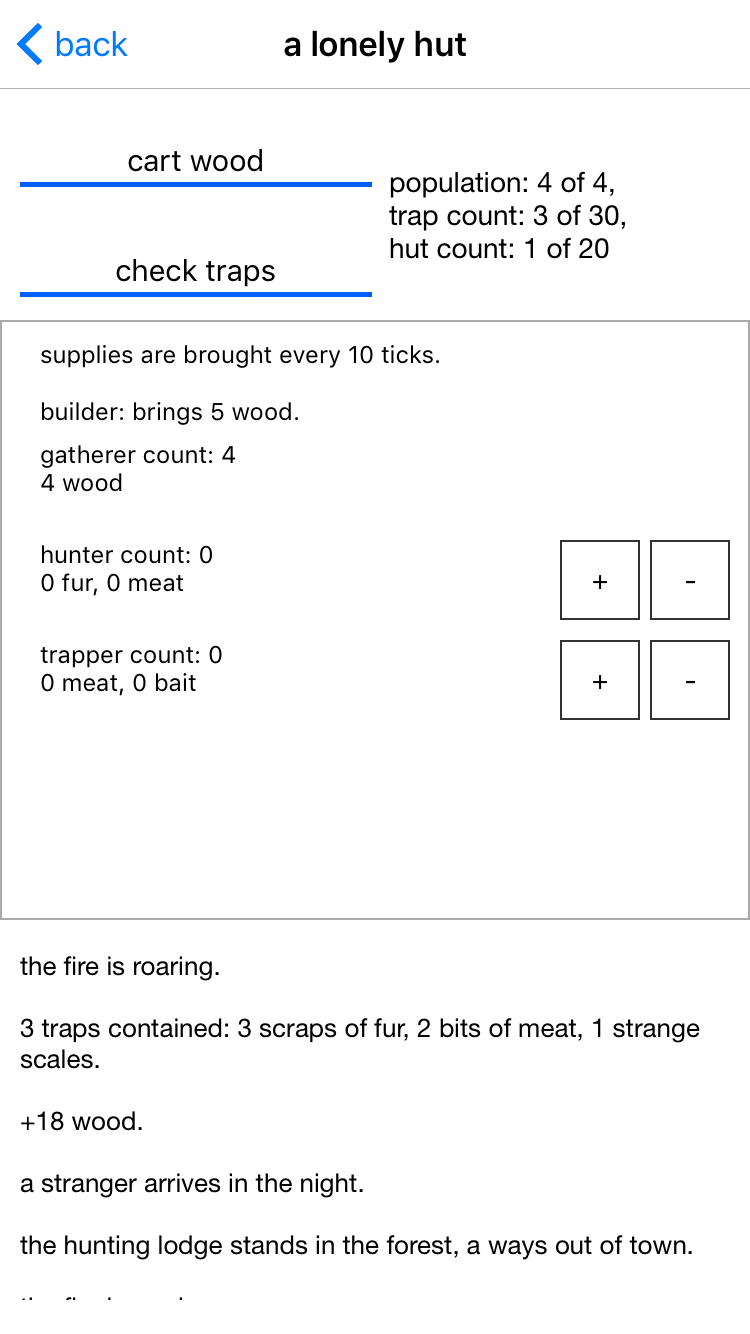 back
a lonely hut
cart wood
check traps
population: 4 of 4,
trap count: 3 of 30,
hut count: 1 of 20
supplies are brought every 10 ticks.
builder: brings 5 wood.
gatherer count: 4
4 wood
hunter count: 0
0 fur, 0 meat
+ -
trapper count: 0
0 meat, 0 bait
+ -
the fire is roaring.
3 traps contained: 3 scraps of fur, 2 bits of meat, 1 strange
scales.
+18 wood.
a stranger arrives in the night.
the hunting lodge stands in the forest, a ways out of town.